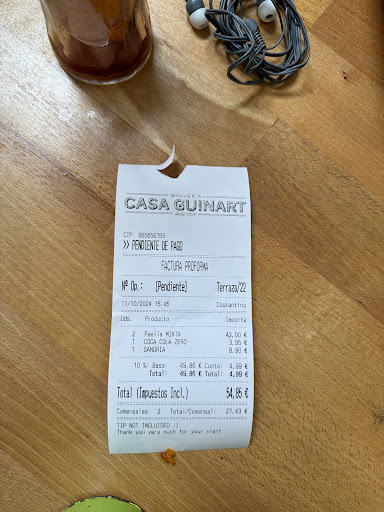 BOQUERIA
CASA GUINART
desde 1899
CIF: B65656763
>> PENDIENTE DE PAGO
FACTURA PROFORMA
Nº Op.: [Pendiente] Terraza/22
11/10/2024 15:45 Costantino
Uds. Producto Importe
2 Paella MIXTA 42,00 €
1 COCA COLA ZERO 3,95 €
1 SANGRIA 8,90 €
10 %: Base: 49,86 € Cuota: 4,99 €
Total: 49,86 € Total: 4,99 €
Total (Impuestos Incl.) 54,85 €
Comensales: 2 Total/Comensal: 27,43 €
TIP NOT INCLUIDED :)
Thank you very much for your visit